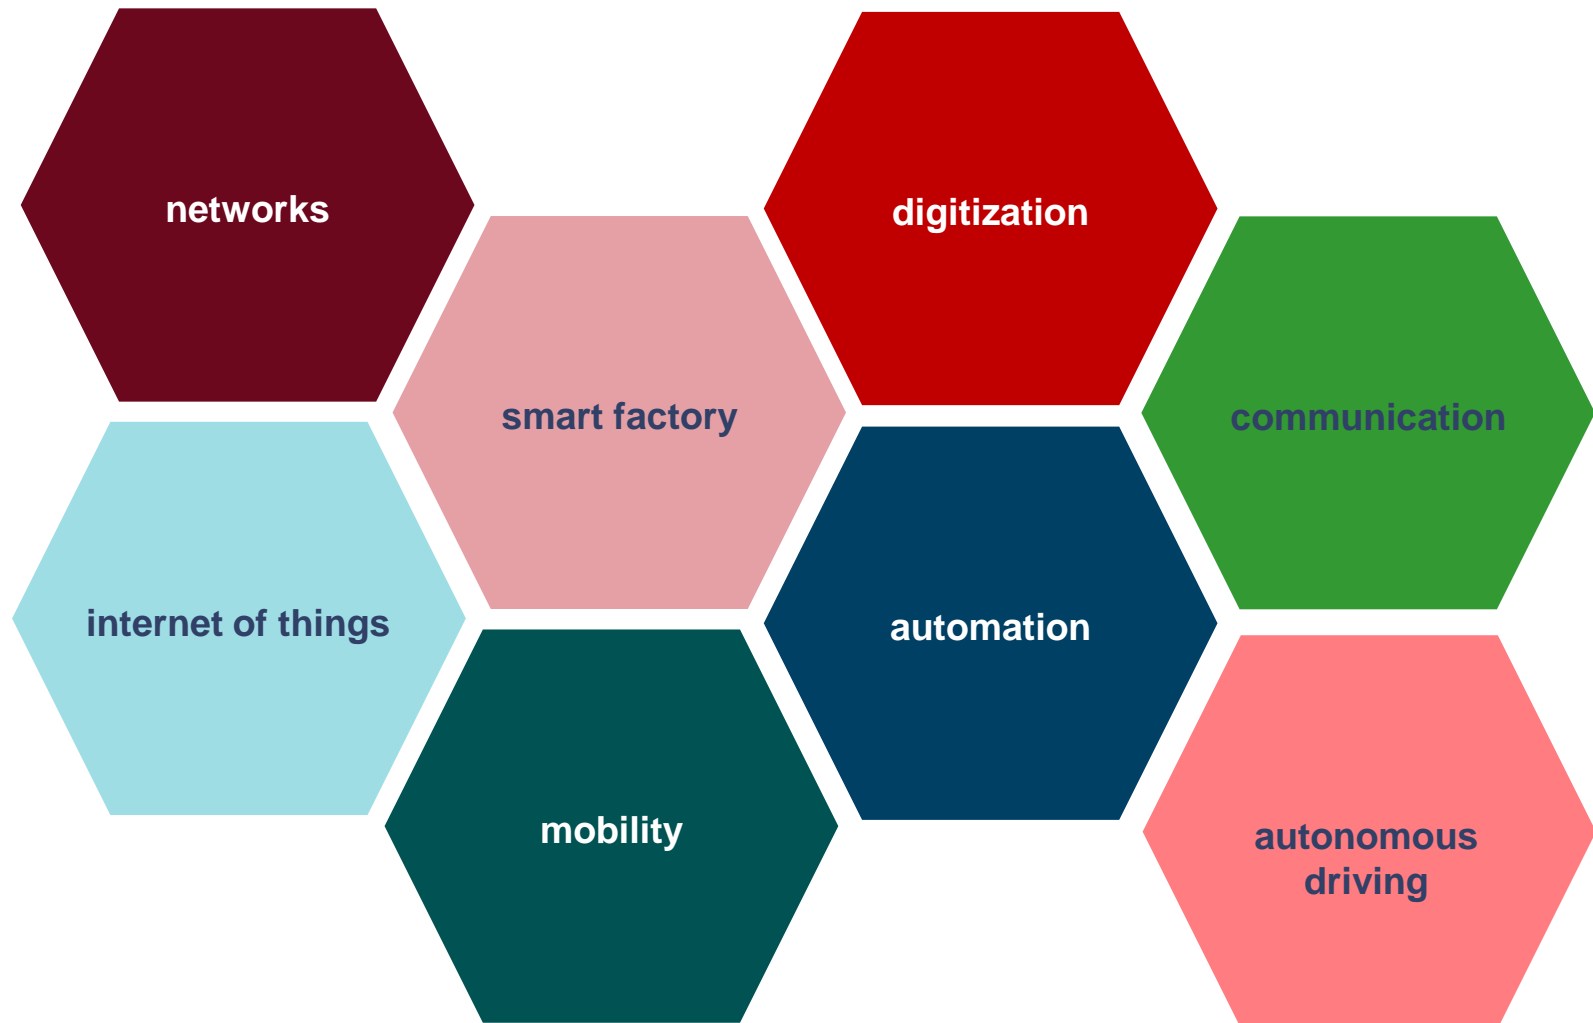 networks
digitization
smart factory
communication
internet of things
automation
mobility
autonomous
driving